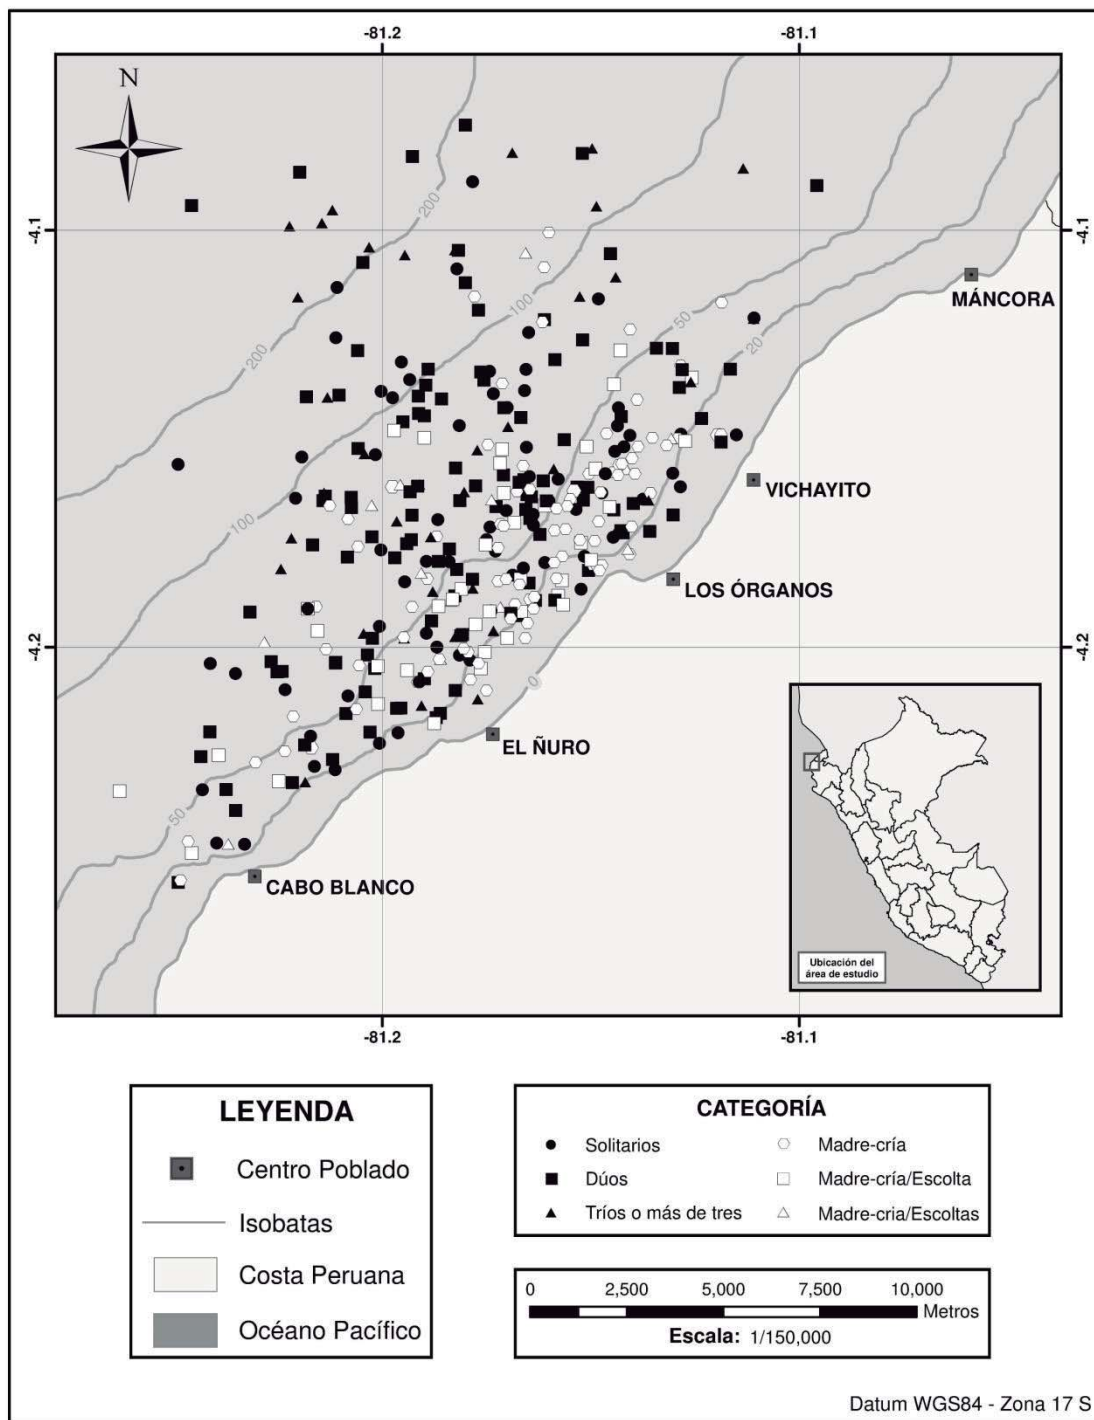 -81.2
-81.1
N
200
-4.1
-4.1
100
50
MÁNCORA
20
200
VICHAYITO
100
LOS ÓRGANOS
-4.2
-4.2
0
EL ÑURO
50
CABO BLANCO
Ubicación del
área de estudio
-81.2
-81.1
LEYENDA
Centro Poblado
Isobatas
Costa Peruana
Océano Pacífico
CATEGORÍA
Solitarios
Madre-cría
Dúos
Madre-cría/Escolta
Tríos o más de tres
Madre-cria/Escoltas
0 2,500 5,000 7,500 10,000
Metros
Escala: 1/150,000
Datum WGS84 - Zona 17 S